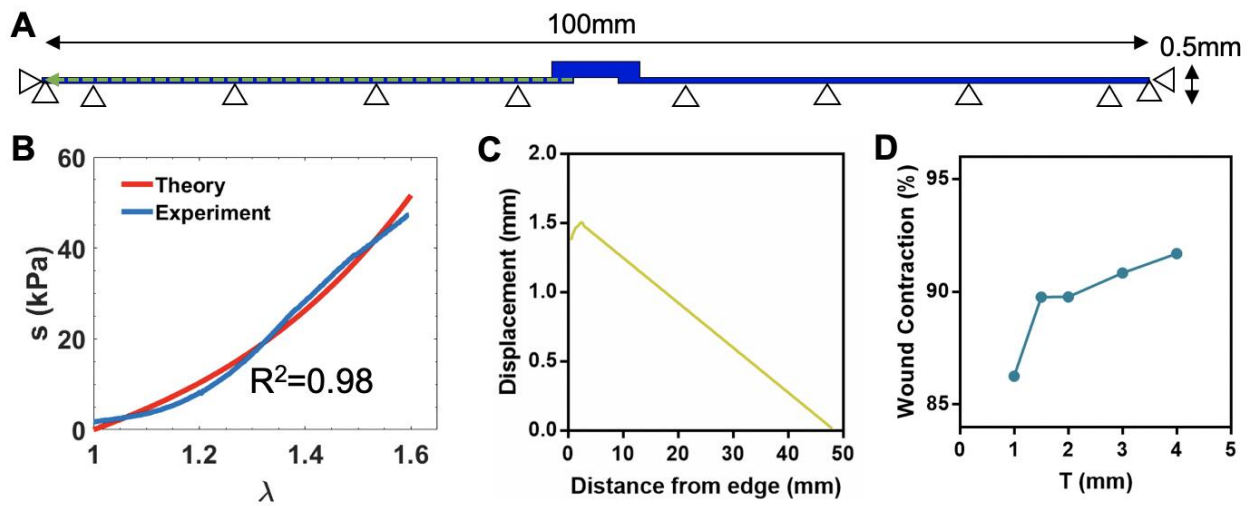 A
100mm
0.5mm
B
s (kPa)
60
40
20
0
Theory
Experiment
R²=0.98
1
1.2
1.4
1.6
λ
C
Displacement (mm)
2.0
1.5
1.0
0.5
0.0
0
10
20
30
40
50
Distance from edge (mm)
D
Wound Contraction (%)
95
90
85
0
1
2
3
4
5
T (mm)